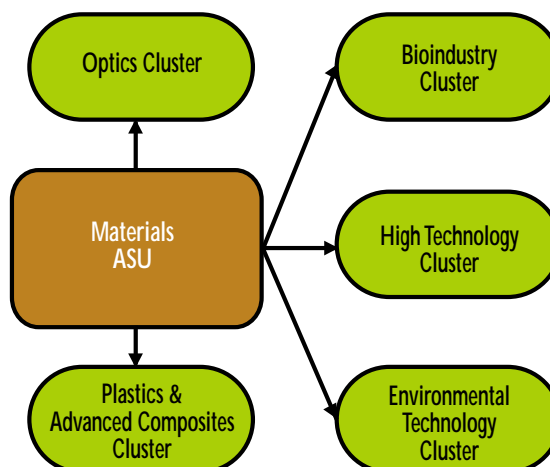 Optics Cluster
Bioindustry
Cluster
Materials
ASU
High Technology
Cluster
Plastics &
Advanced Composites
Cluster
Environmental
Technology
Cluster